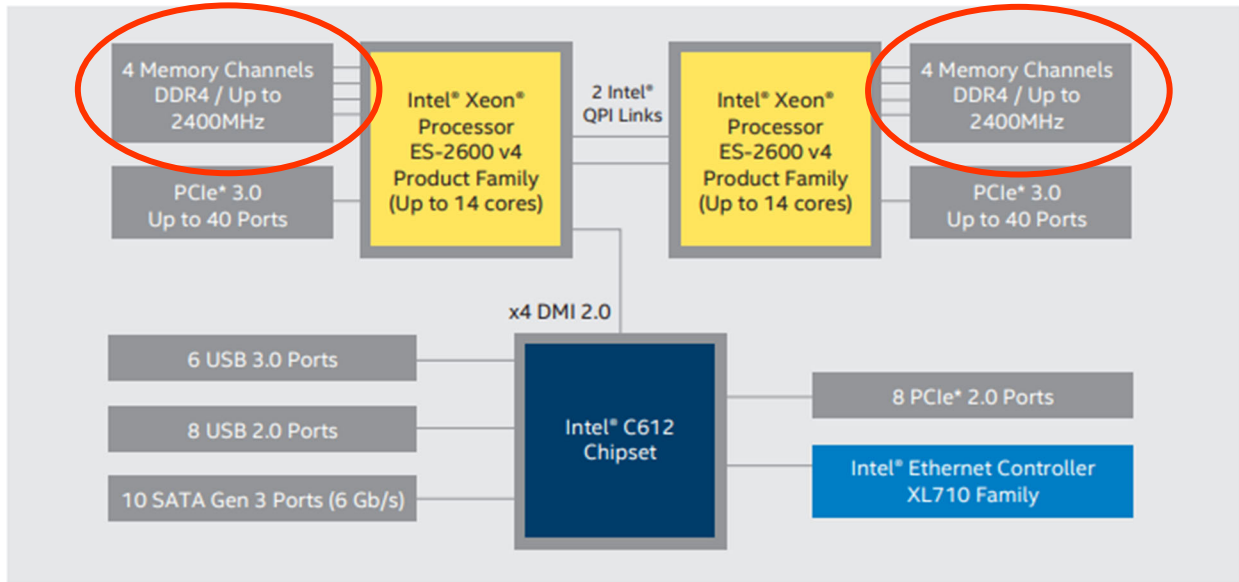 4 Memory Channels
DDR4 / Up to
2400MHz
PCIe* 3.0
Up to 40 Ports
Intel® Xeon®
Processor
ES-2600 v4
Product Family
(Up to 14 cores)
2 Intel®
QPI Links
Intel® Xeon®
Processor
ES-2600 v4
Product Family
(Up to 14 cores)
4 Memory Channels
DDR4 / Up to
2400MHz
PCIe* 3.0
Up to 40 Ports
x4 DMI 2.0
6 USB 3.0 Ports
8 USB 2.0 Ports
10 SATA Gen 3 Ports (6 Gb/s)
Intel® C612
Chipset
8 PCIe* 2.0 Ports
Intel® Ethernet Controller
XL710 Family